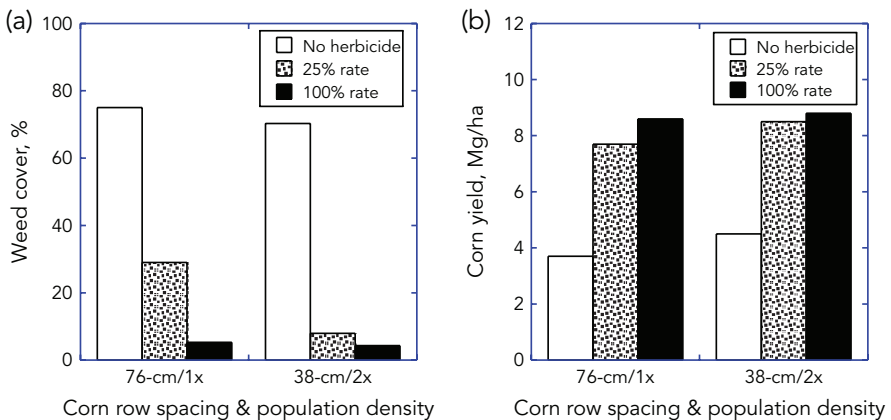 (a)
100
80
60
40
20
0
Weed cover, %
No herbicide
25% rate
100% rate
76-cm/1x
38-cm/2x
Corn row spacing & population density
(b)
12
10
8
6
4
2
0
Corn yield, Mg/ha
No herbicide
25% rate
100% rate
76-cm/1x
38-cm/2x
Corn row spacing & population density